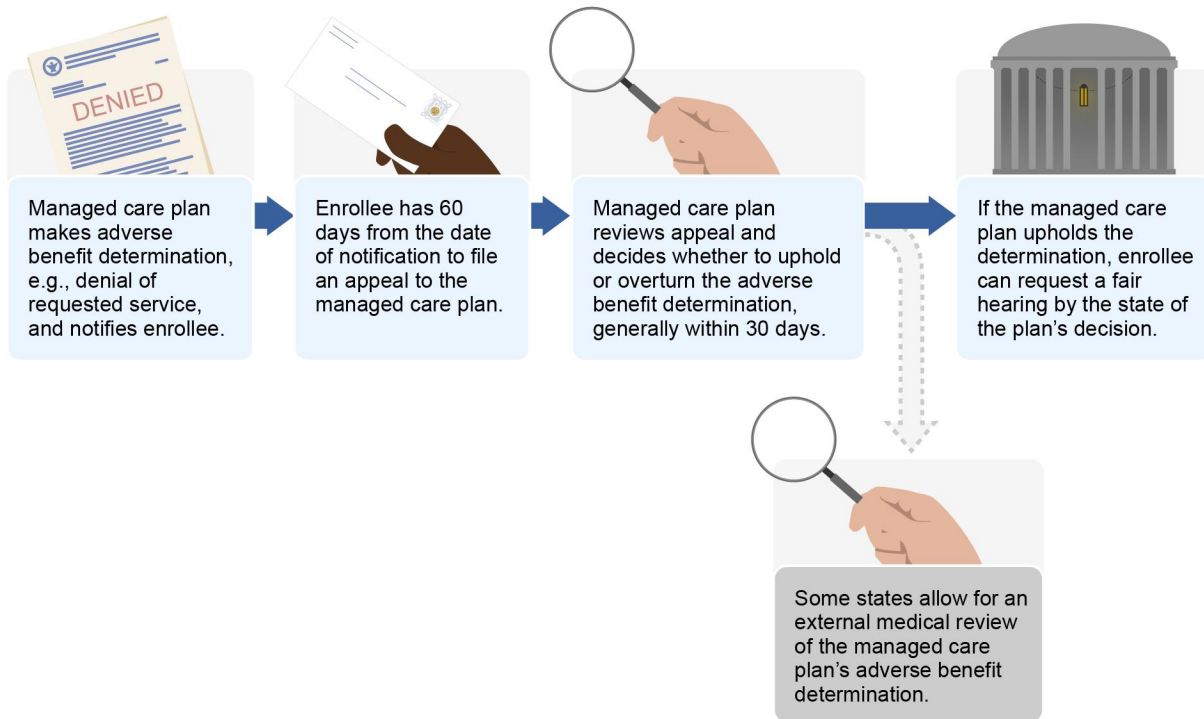 DENIED
Managed care plan
makes adverse
benefit determination,
e.g., denial of
requested service,
and notifies enrollee.
Enrollee has 60
days from the date
of notification to file
an appeal to the
managed care plan.
Managed care plan
reviews appeal and
decides whether to uphold
or overturn the adverse
benefit determination,
generally within 30 days.
If the managed care
plan upholds the
determination, enrollee
can request a fair
hearing by the state of
the plan’s decision.
Some states allow for an
external medical review
of the managed care
plan’s adverse benefit
determination.